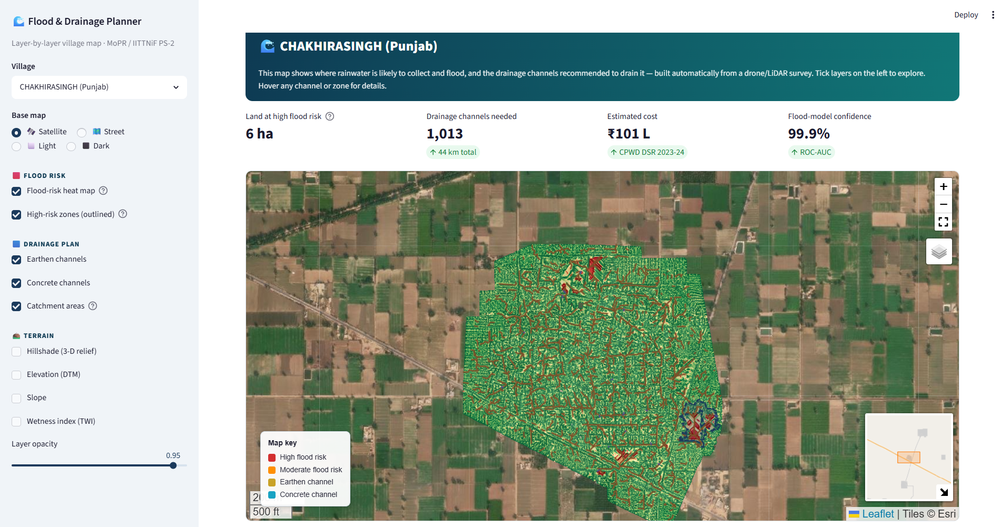 Flood & Drainage Planner
Layer-by-layer village map · MoPR / IITTNiF PS-2
Village
CHAKHIRASINGH (Punjab)
Base map
Satellite
Street
Light
Dark
FLOOD RISK
Flood-risk heat map
High-risk zones (outlined)
DRAINAGE PLAN
Earthen channels
Concrete channels
Catchment areas
TERRAIN
Hillshade (3-D relief)
Elevation (DTM)
Slope
Wetness index (TWI)
Layer opacity
0.95
Deploy
CHAKHIRASINGH (Punjab)
This map shows where rainwater is likely to collect and flood, and the drainage channels recommended to drain it — built automatically from a drone/LiDAR survey. Tick layers on the left to explore.
Hover any channel or zone for details.
Land at high flood risk
6 ha
Drainage channels needed
1,013
↑ 44 km total
Estimated cost
₹101 L
↑ CPWD DSR 2023-24
Flood-model confidence
99.9%
↑ ROC-AUC
+
−
Map key
High flood risk
Moderate flood risk
Earthen channel
Concrete channel
500 ft
Leaflet | Tiles © Esri